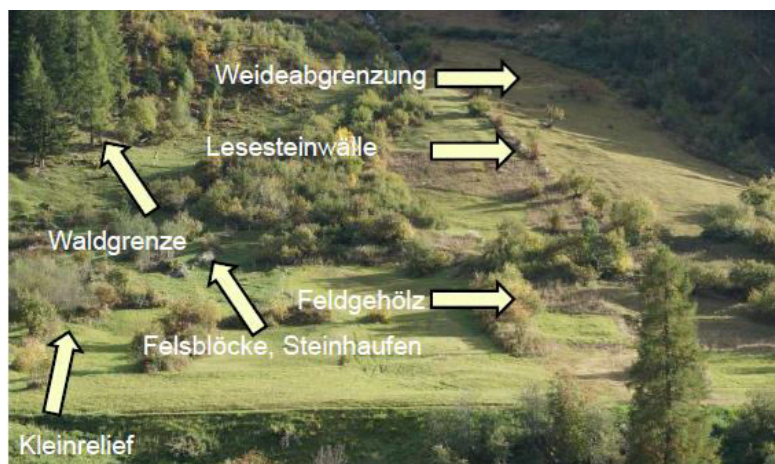 Weideabgrenzung
Lesesteinwälle
Waldgrenze
Feldgehölz
Felsblöcke, Steinhaufen
Kleinrelief